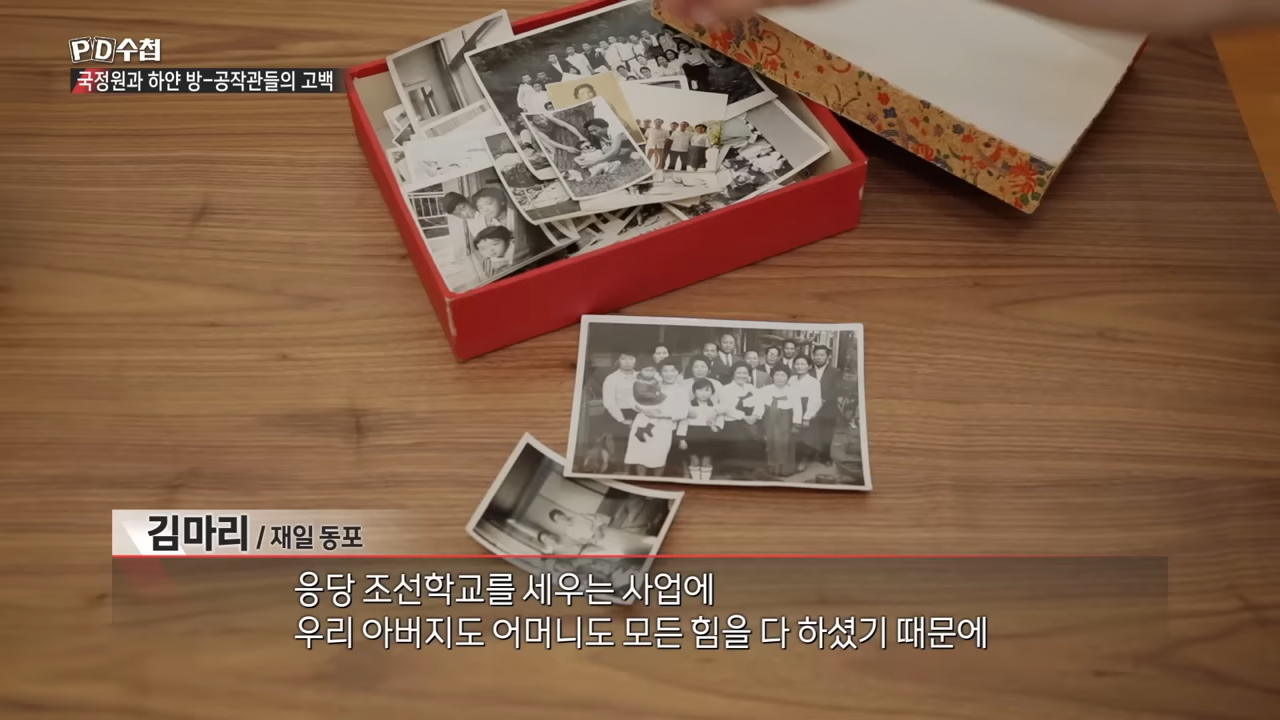 PD수첩
국정원과 하얀 방-공작관들의 고백
김마리 / 재일 동포
응당 조선학교를 세우는 사업에
우리 아버지도 어머니도 모든 힘을 다 하셨기 때문에